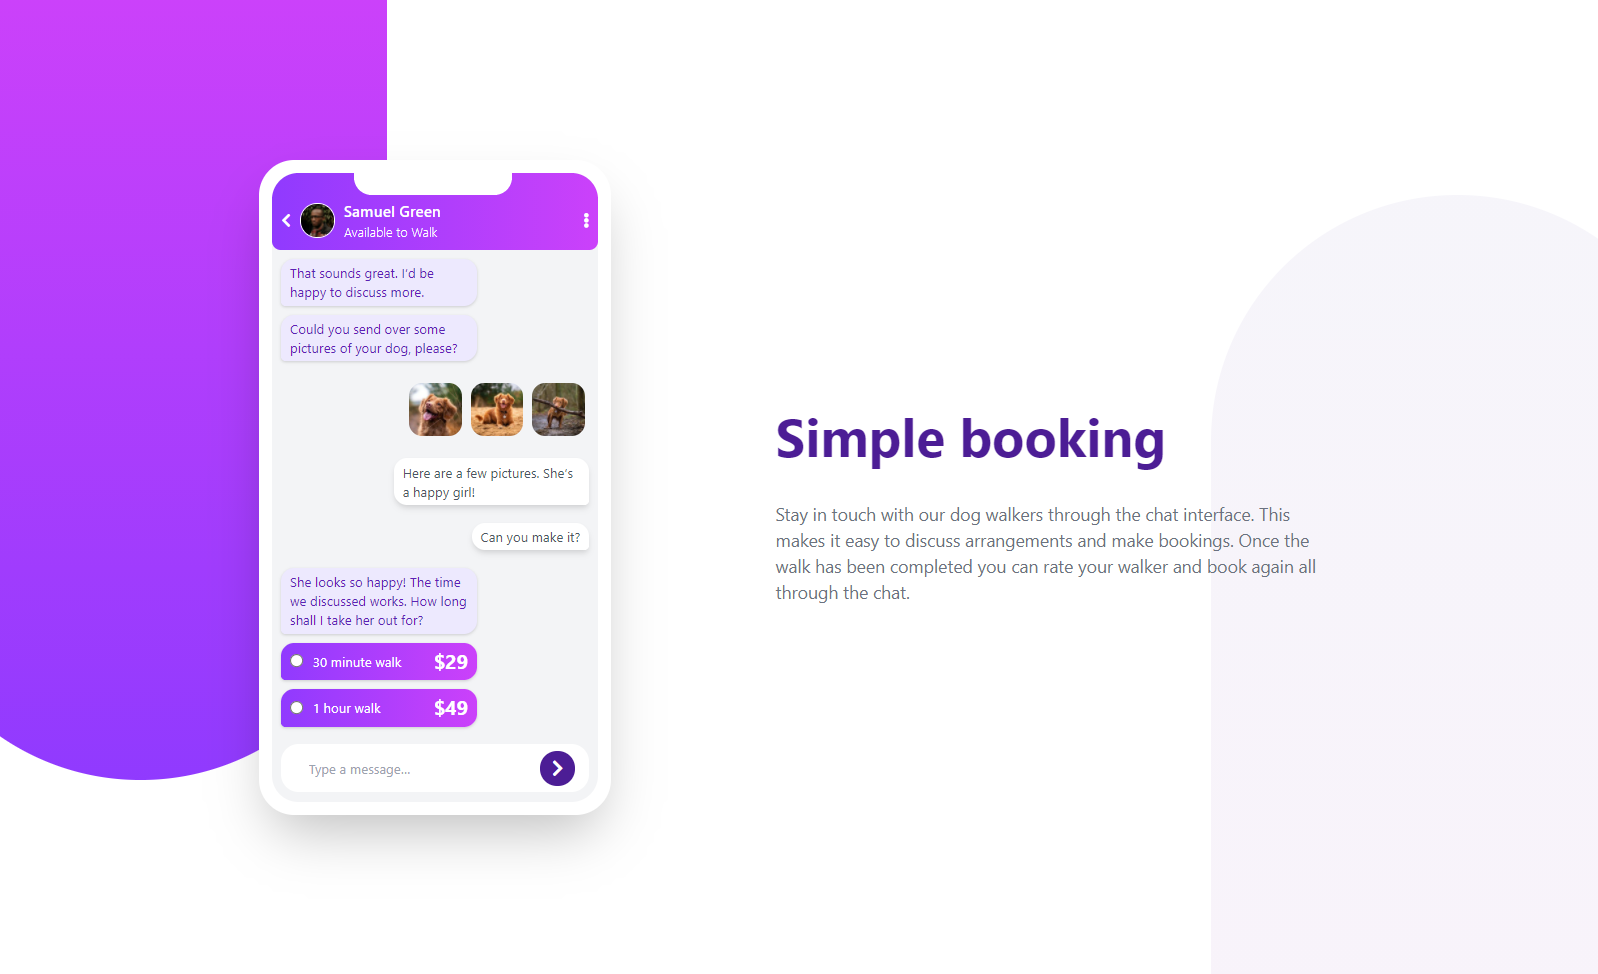 Samuel Green
Available to Walk
That sounds great. I'd be
happy to discuss more.
Could you send over some
pictures of your dog, please?
Here are a few pictures. She's
a happy girl!
Can you make it?
She looks so happy! The time
we discussed works. How long
shall I take her out for?
30 minute walk $29
1 hour walk $49
Type a message...
Simple booking
Stay in touch with our dog walkers through the chat interface. This
makes it easy to discuss arrangements and make bookings. Once the
walk has been completed you can rate your walker and book again all
through the chat.